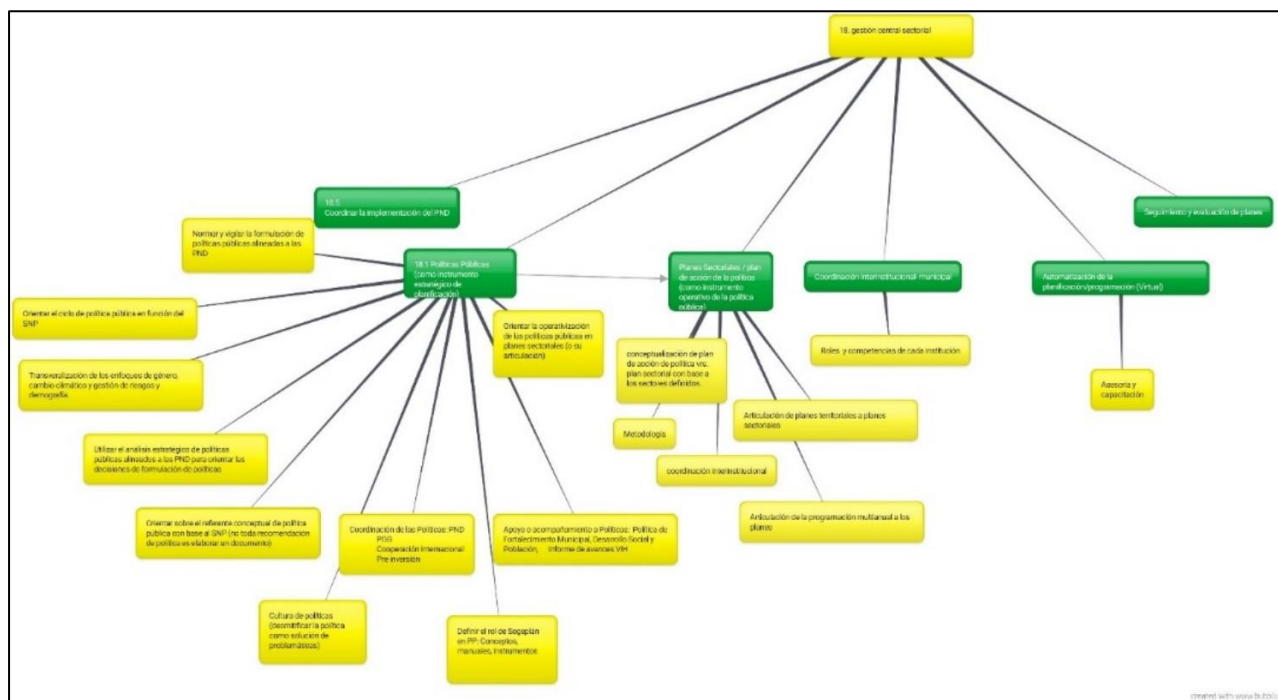 18. gestión central sectorial
18.5
Coordinar la implementación del PND
Seguimiento y evaluación de planes
Normar y vigilar la formulación de
políticas públicas alineadas a las
PND
18.1 Políticas Públicas
(como instrumento
estratégico de
planificación)
Planes Sectoriales / plan
de acción de la política
(como instrumento
operativo de la política
pública)
Coordinación interinstitucional municipal
Automatización de la
planificación/programación (Virtual)
Orientar el ciclo de política pública en función del
SNP
Orientar la operativización
de las políticas públicas en
planes sectoriales (o su
articulación)
Roles y competencias de cada institución
conceptualización de plan
de acción de política vrs.
plan sectorial con base a
los sectores definidos.
Transveralización de los enfoques de género,
cambio climático y gestión de riesgos y
demografía.
Asesoría y
capacitación
Articulación de planes territoriales a planes
sectoriales
Metodología
Utilizar el análisis estratégico de políticas
públicas alineados a las PND para orientar las
decisiones de formulación de políticas
coordinación interinstitucional
Orientar sobre el referente conceptual de política
pública con base al SNP (no toda recomendación
de política es elaborar un documento)
Coordinación de las Políticas: PND
PGG
Cooperación Internacional
Pre inversión
Apoyo o acompañamiento a Políticas: Política de
Fortalecimiento Municipal, Desarrollo Social y
Población, Informe de avances VIH
Articulación de la programación multianual a los
planes
Cultura de políticas
(desmitificar la política
como solución de
problemáticas)
Definir el rol de Segeplán
en PP: Conceptos,
manuales, instrumentos
created with www.bubbl